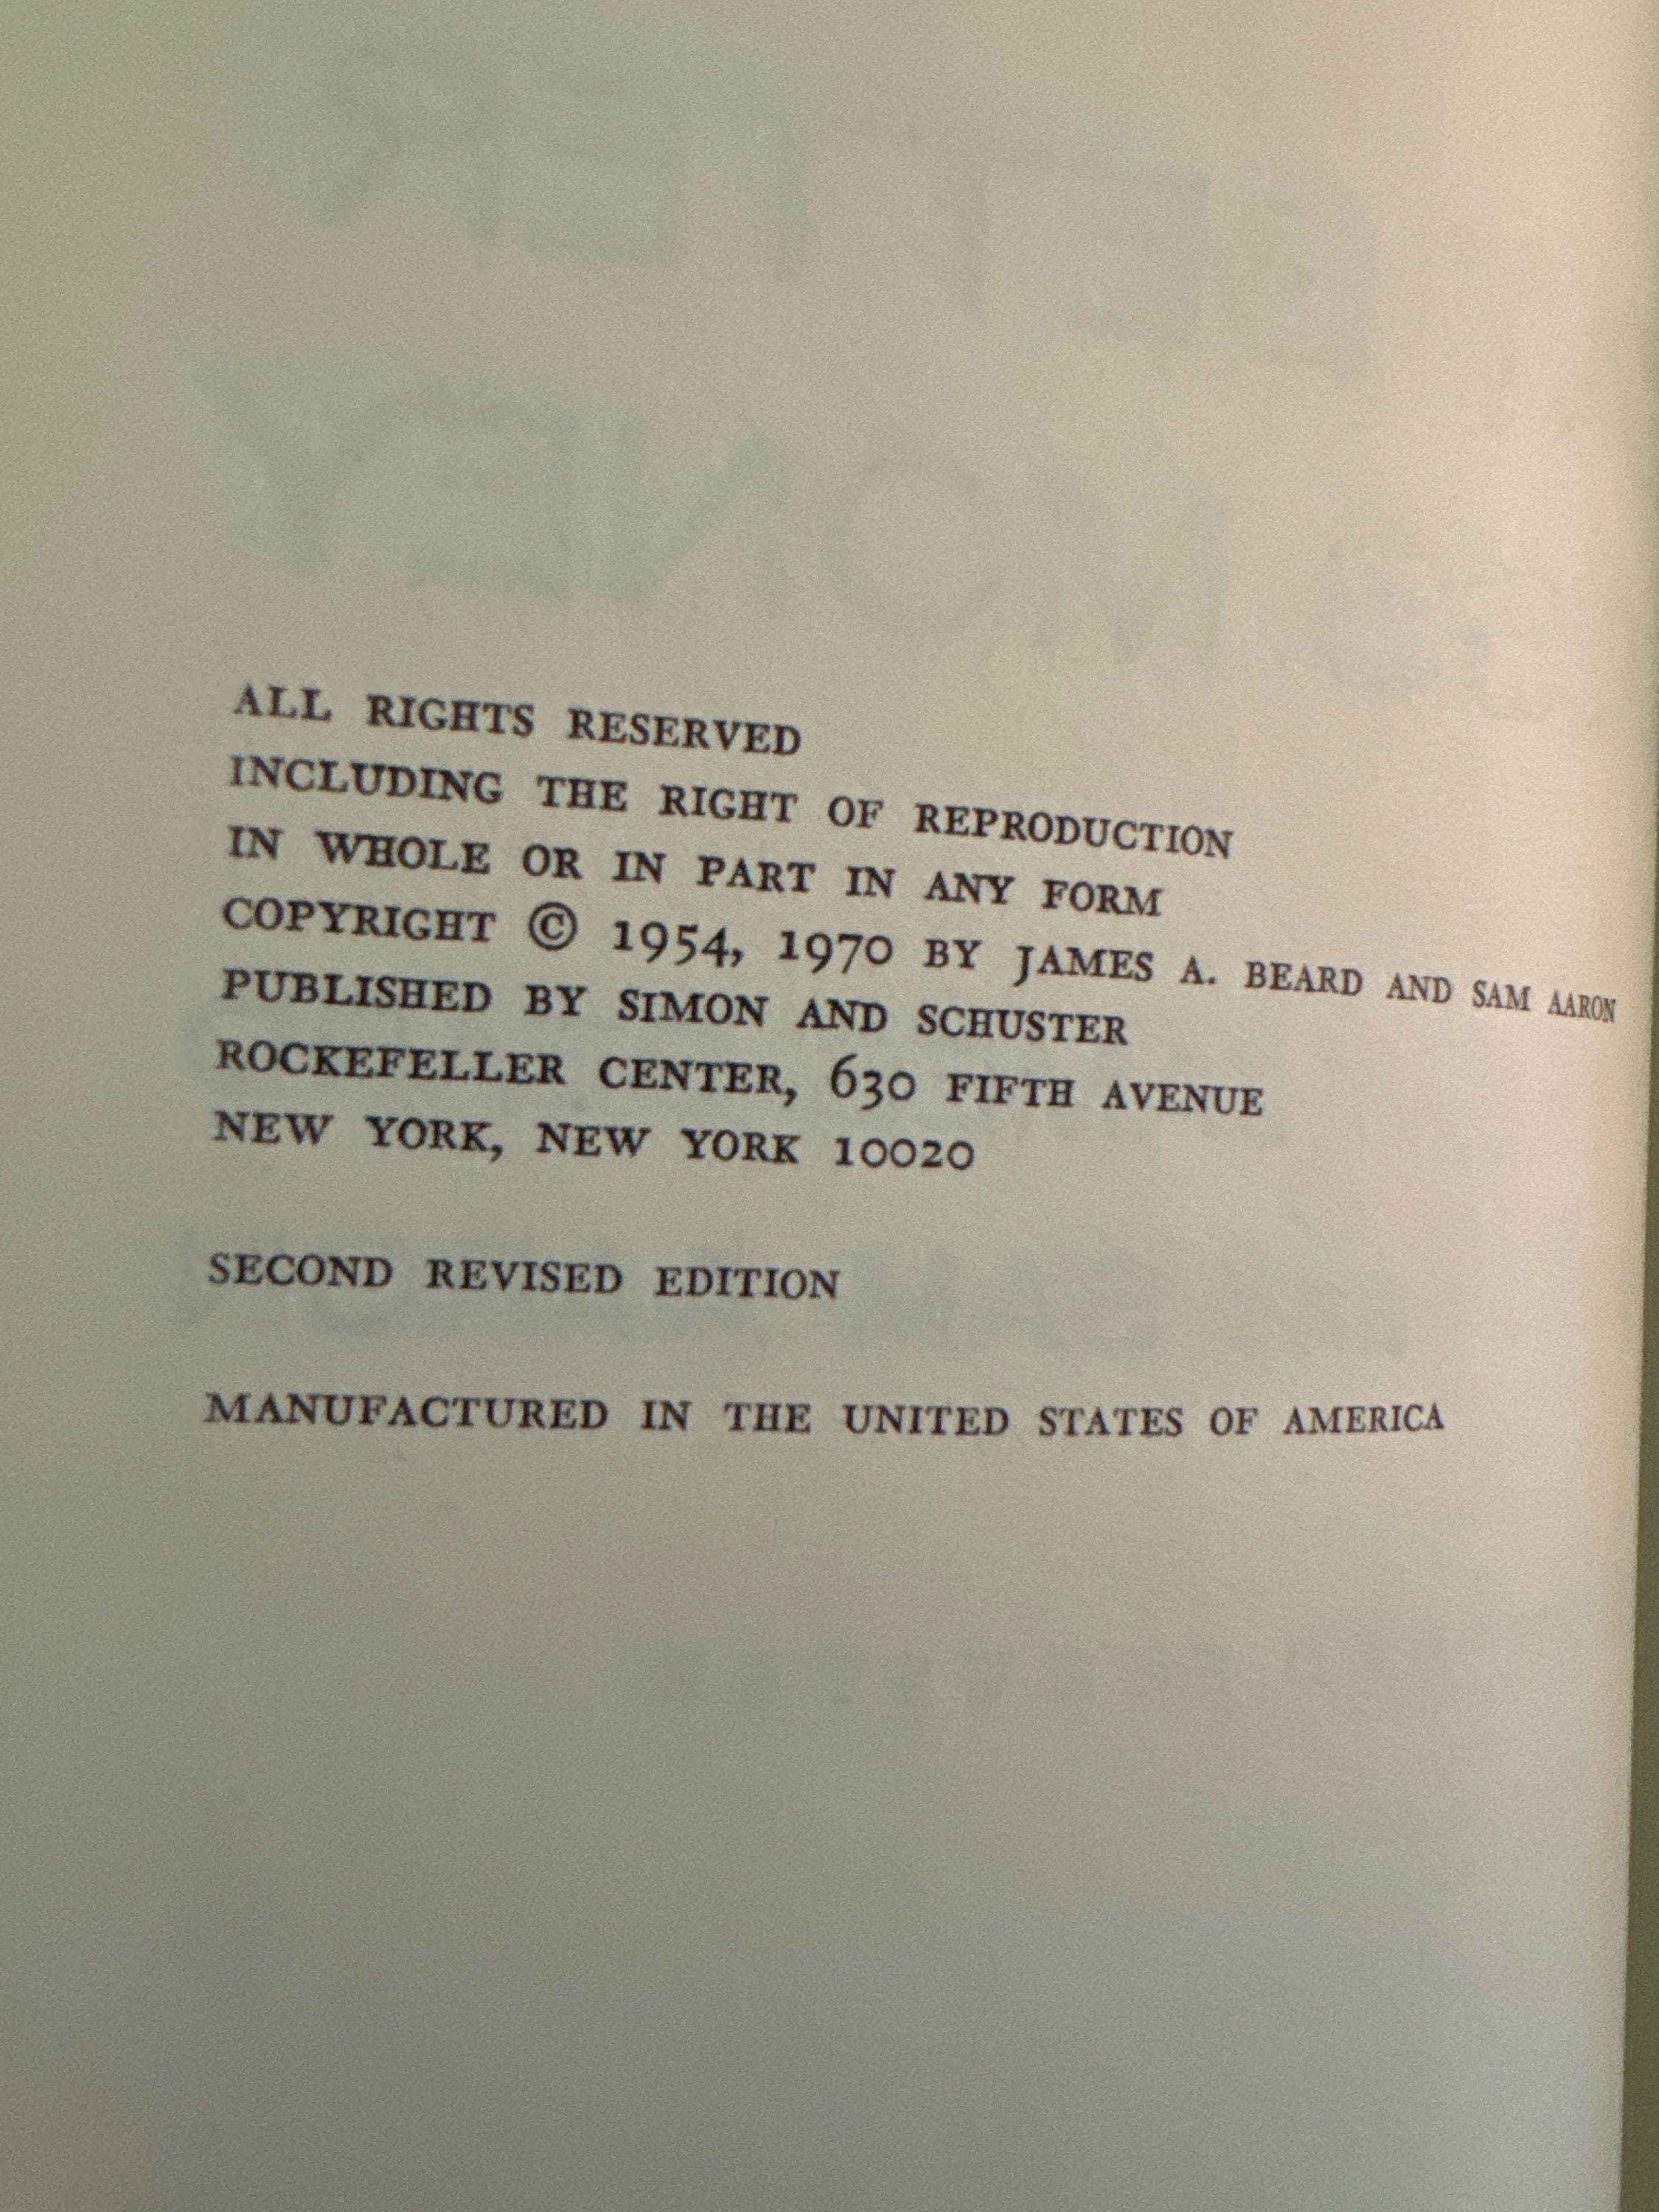 ALL RIGHTS RESERVED
INCLUDING THE RIGHT OF REPRODUCTION
IN WHOLE OR IN PART IN ANY FORM
COPYRIGHT © 1954, 1970 BY JAMES A. BEARD AND SAM AARON
PUBLISHED BY SIMON AND SCHUSTER
ROCKEFELLER CENTER, 630 FIFTH AVENUE
NEW YORK, NEW YORK 10020
SECOND REVISED EDITION
MANUFACTURED IN THE UNITED STATES OF AMERICA